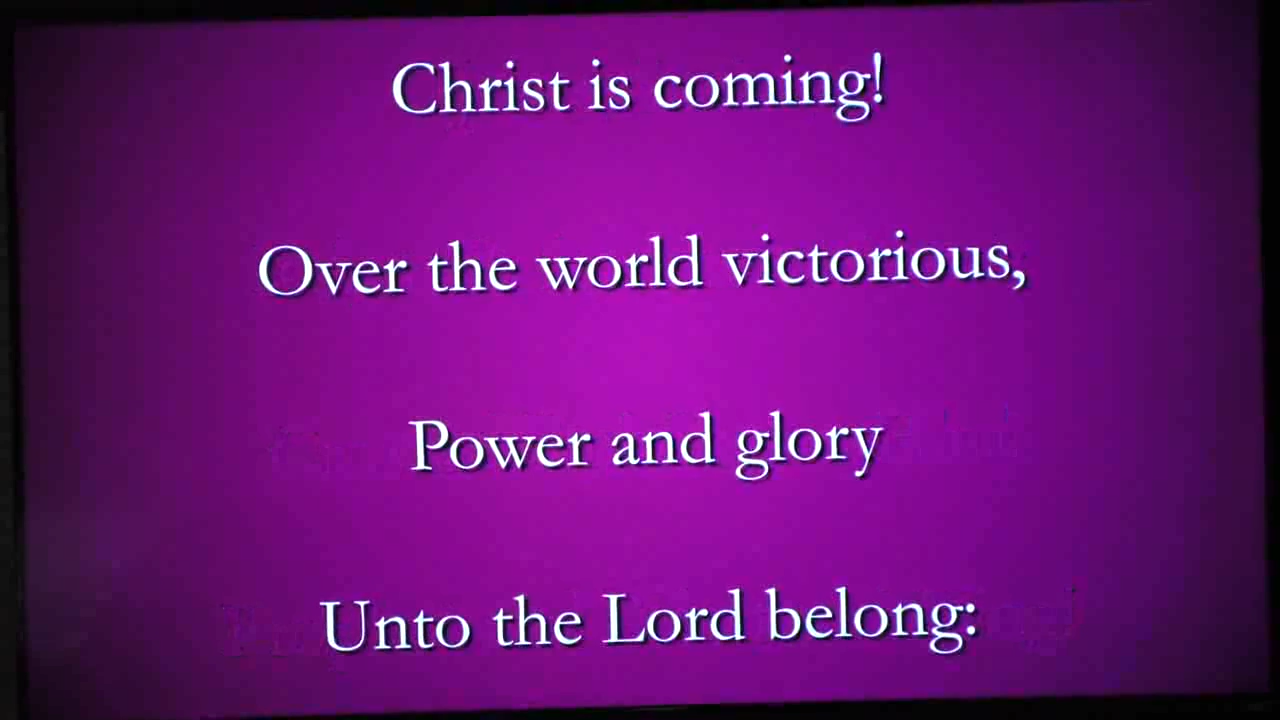 Christ is coming!
Over the world victorious,
Power and glory
Unto the Lord belong: